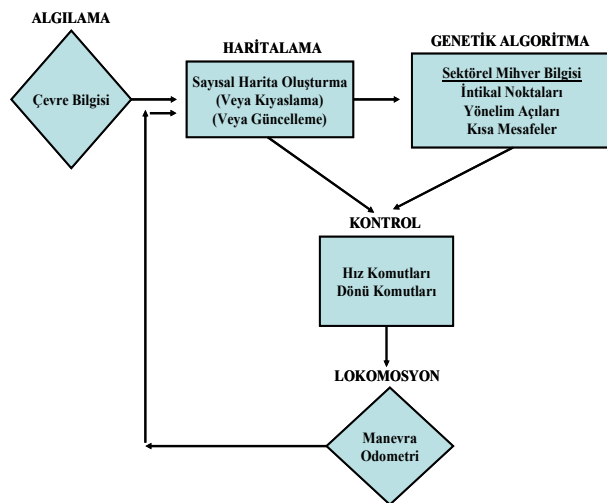 ALGILAMA
Çevre Bilgisi
HARİTALAMA
Sayısal Harita Oluşturma
(Veya Kıyaslama)
(Veya Güncelleme)
GENETİK ALGORİTMA
Sektörel Mihver Bilgisi
İntikal Noktaları
Yönelim Açıları
Kısa Mesafeler
KONTROL
Hız Komutları
Dönü Komutları
LOKOMOSYON
Manevra
Odometri